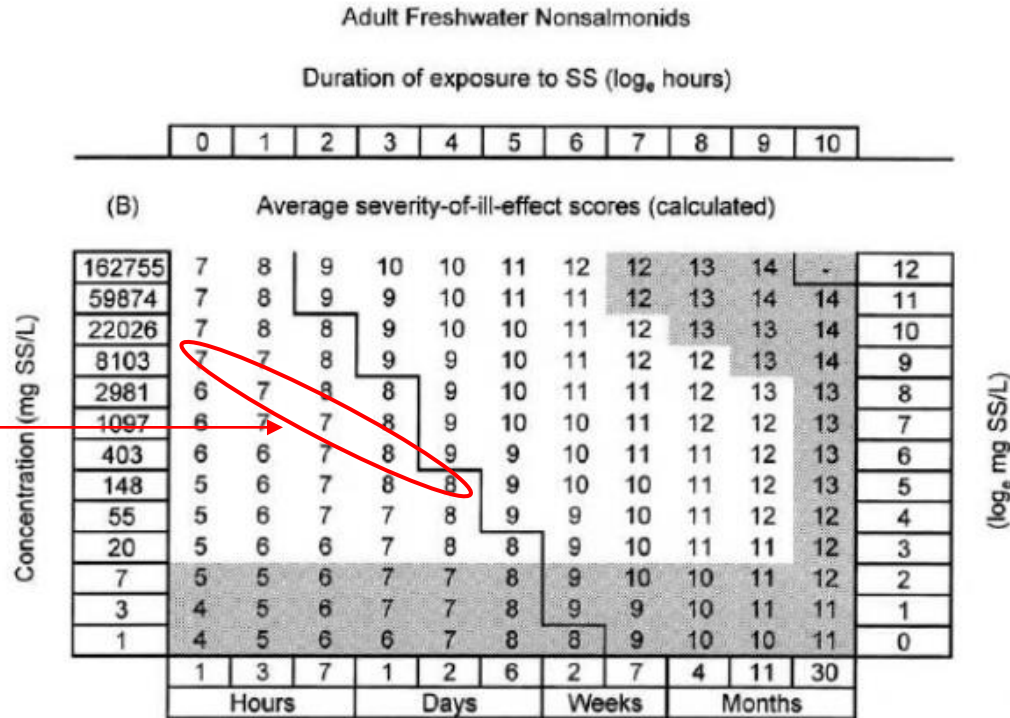 Adult Freshwater Nonsalmonids
Duration of exposure to SS (logₑ hours)
0 1 2 3 4 5 6 7 8 9 10
(B) Average severity-of-ill-effect scores (calculated)
Concentration (mg SS/L)
(logₑ mg SS/L)
162755 7 8 9 10 10 11 12 12 13 14 - 12
59874 7 8 9 9 10 11 11 12 13 14 14 11
22026 7 8 8 9 10 10 11 12 13 13 14 10
8103 7 7 8 9 9 10 11 12 12 13 14 9
2981 6 7 8 8 9 10 11 11 12 13 13 8
1097 6 7 7 8 9 10 10 11 12 12 13 7
403 6 6 7 8 9 9 10 11 11 12 13 6
148 5 6 7 8 8 9 10 10 11 12 13 5
55 5 6 7 7 8 9 9 10 11 12 12 4
20 5 6 6 7 8 8 9 10 11 11 12 3
7 5 5 6 7 7 8 9 10 10 11 12 2
3 4 5 6 7 7 8 9 9 10 11 11 1
1 4 5 6 6 7 8 8 9 10 10 11 0
1 3 7 1 2 6 2 7 4 11 30
Hours Days Weeks Months